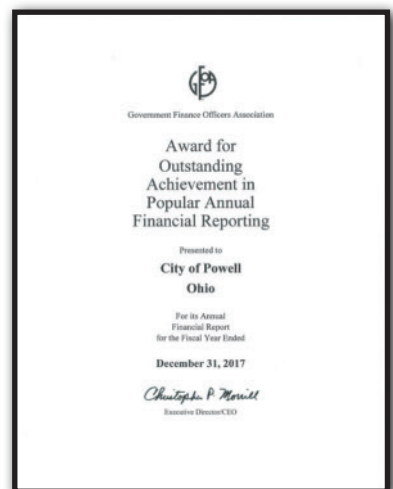 GFOA
Government Finance Officers Association
Award for
Outstanding
Achievement in
Popular Annual
Financial Reporting
Presented to
City of Powell
Ohio
For its Annual
Financial Report
for the Fiscal Year Ended
December 31, 2017
Christopher P. Morrill
Executive Director/CEO